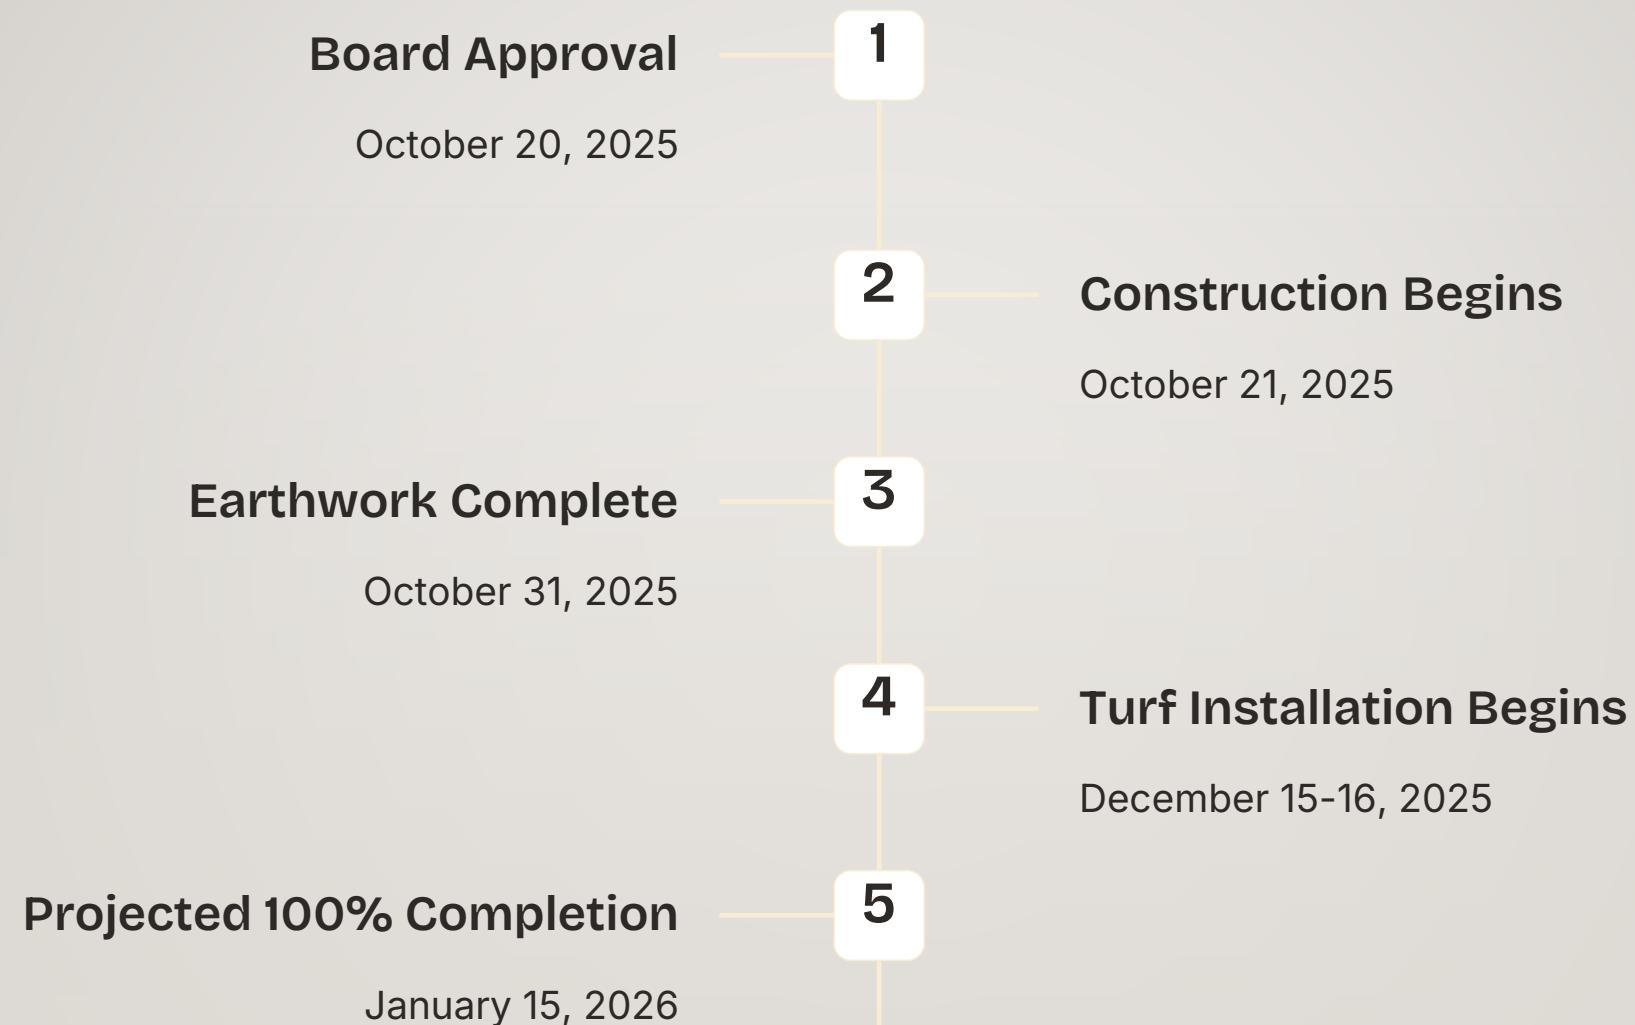 1
Board Approval
October 20, 2025
2
Construction Begins
October 21, 2025
3
Earthwork Complete
October 31, 2025
4
Turf Installation Begins
December 15-16, 2025
5
Projected 100% Completion
January 15, 2026